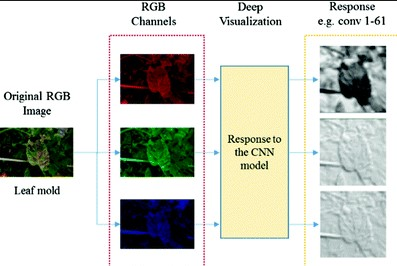 RGB
Channels
Deep
Visualization
Response
e.g. conv 1-61
Original RGB
Image
Leaf mold
Response to
the CNN
model